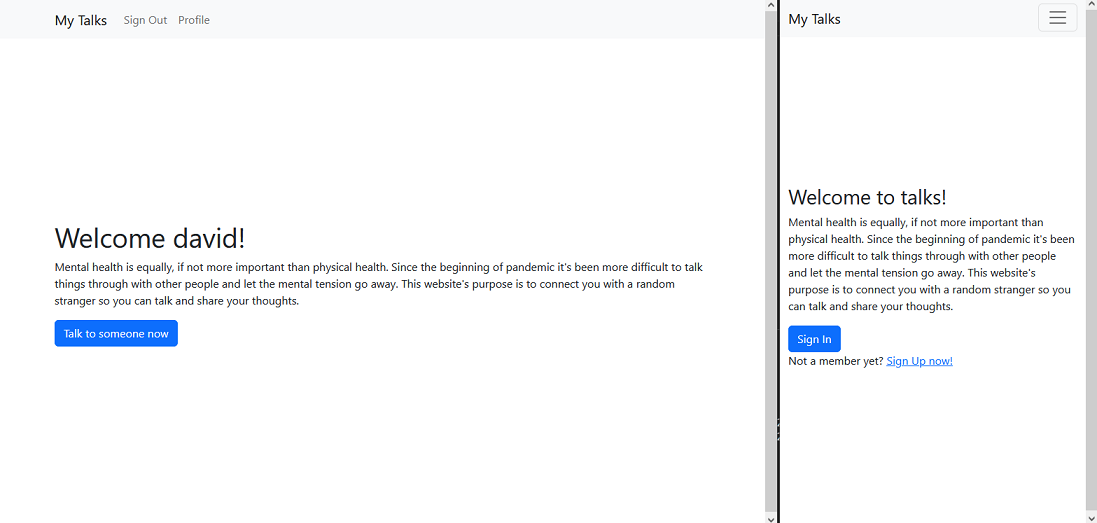 My Talks Sign Out Profile
Welcome david!
Mental health is equally, if not more important than physical health. Since the beginning of pandemic it's been more difficult to talk
things through with other people and let the mental tension go away. This website's purpose is to connect you with a random
stranger so you can talk and share your thoughts.
Talk to someone now
My Talks
Welcome to talks!
Mental health is equally, if not more important than
physical health. Since the beginning of pandemic it's been
more difficult to talk things through with other people
and let the mental tension go away. This website's
purpose is to connect you with a random stranger so you
can talk and share your thoughts.
Sign In
Not a member yet? Sign Up now!